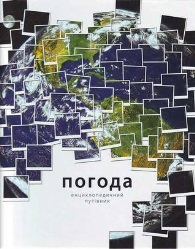 погода
енциклопедичний
путівник